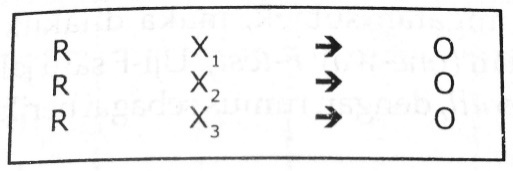 R X₁ → O
R X₂ → O
R X₃ → O